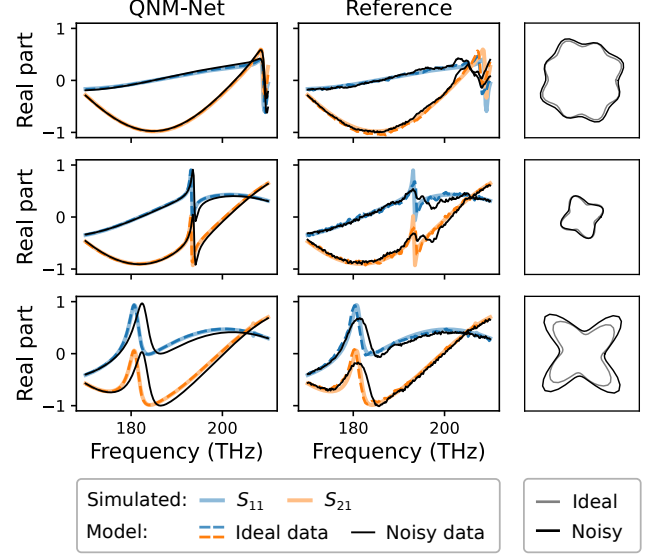 QNM-Net Reference
Real part
1
0
−1
Real part
1
0
−1
Real part
1
0
−1
180 200 180 200
Frequency (THz) Frequency (THz)
Simulated: S₁₁ S₂₁
Model: Ideal data Noisy data
Ideal
Noisy